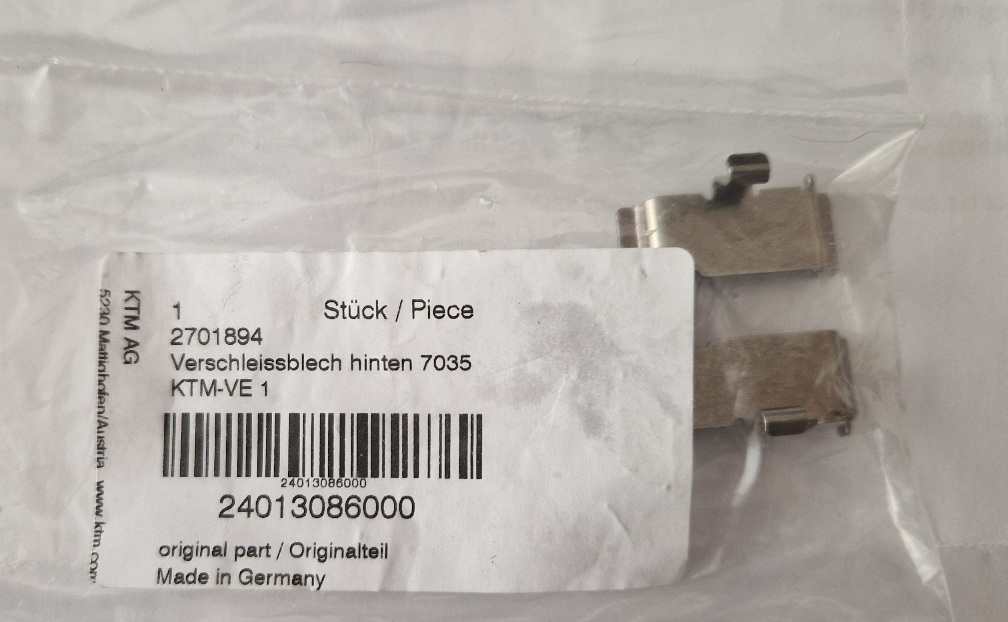 KTM AG
5230 Mattighofen/Austria www.ktm.com
1 Stück / Piece
2701894
Verschleissblech hinten 7035
KTM-VE 1
24013086000
24013086000
original part / Originalteil
Made in Germany